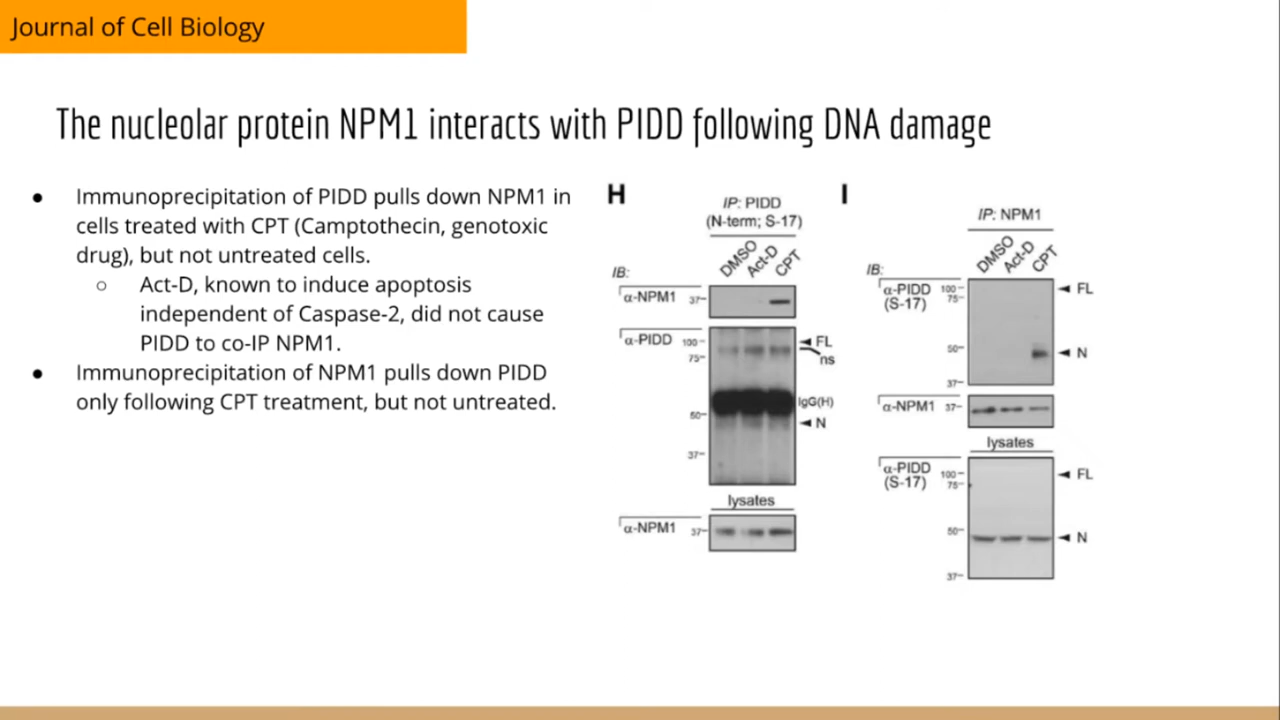 Journal of Cell Biology
The nucleolar protein NPM1 interacts with PIDD following DNA damage
● Immunoprecipitation of PIDD pulls down NPM1 in
cells treated with CPT (Camptothecin, genotoxic
drug), but not untreated cells.
○ Act-D, known to induce apoptosis
independent of Caspase-2, did not cause
PIDD to co-IP NPM1.
● Immunoprecipitation of NPM1 pulls down PIDD
only following CPT treatment, but not untreated.
H
IP: PIDD
(N-term; S-17)
DMSO Act-D CPT
IB:
α-NPM1 37-
α-PIDD 100-
75-
50-
37-
◄ FL
ns
IgG(H)
◄ N
lysates
α-NPM1 37-
I
IP: NPM1
DMSO Act-D CPT
IB:
α-PIDD 100-
(S-17) 75-
50-
37-
◄ FL
◄ N
α-NPM1 37-
lysates
α-PIDD 100-
(S-17) 75-
50-
37-
◄ FL
◄ N